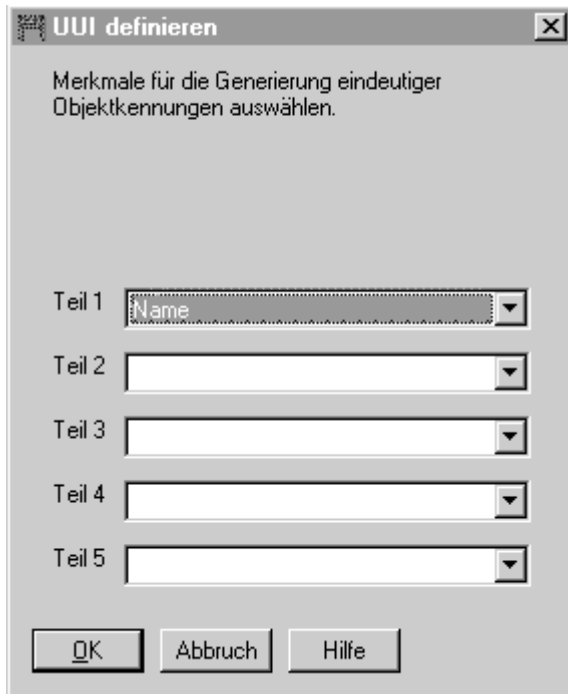 UUI definieren
Merkmale für die Generierung eindeutiger
Objektkennungen auswählen.
Teil 1 Name
Teil 2
Teil 3
Teil 4
Teil 5
OK Abbruch Hilfe